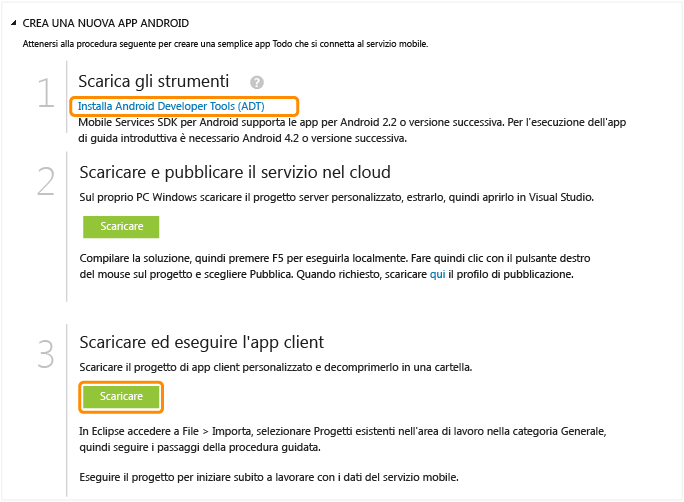 CREA UNA NUOVA APP ANDROID
Attenersi alla procedura seguente per creare una semplice app Todo che si connetta al servizio mobile.
1
Scarica gli strumenti ?
Installa Android Developer Tools (ADT)
Mobile Services SDK per Android supporta le app per Android 2.2 o versione successiva. Per l'esecuzione dell'app
di guida introduttiva è necessario Android 4.2 o versione successiva.
2
Scaricare e pubblicare il servizio nel cloud
Sul proprio PC Windows scaricare il progetto server personalizzato, estrarlo, quindi aprirlo in Visual Studio.
Scaricare
Compilare la soluzione, quindi premere F5 per eseguirla localmente. Fare quindi clic con il pulsante destro
del mouse sul progetto e scegliere Pubblica. Quando richiesto, scaricare qui il profilo di pubblicazione.
3
Scaricare ed eseguire l'app client
Scaricare il progetto di app client personalizzato e decomprimerlo in una cartella.
Scaricare
In Eclipse accedere a File > Importa, selezionare Progetti esistenti nell'area di lavoro nella categoria Generale,
quindi seguire i passaggi della procedura guidata.
Eseguire il progetto per iniziare subito a lavorare con i dati del servizio mobile.